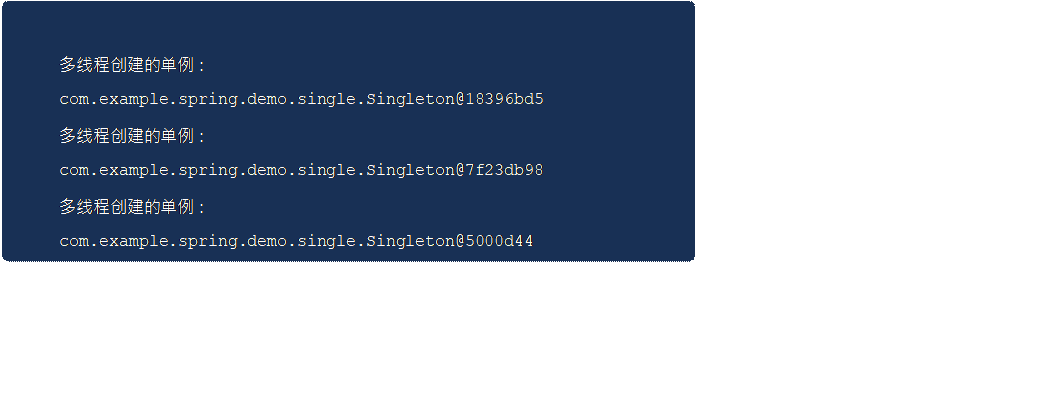 多线程创建的单例：
com.example.spring.demo.single.Singleton@18396bd5
多线程创建的单例：
com.example.spring.demo.single.Singleton@7f23db98
多线程创建的单例：
com.example.spring.demo.single.Singleton@5000d44